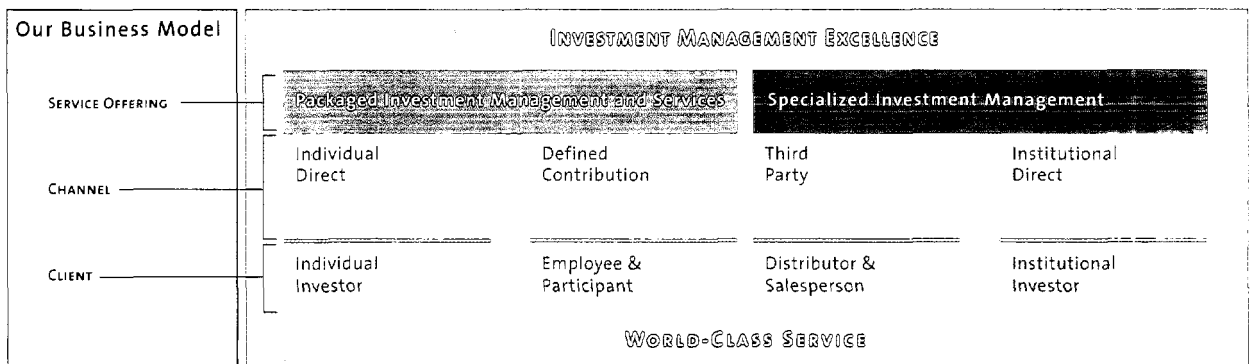 Our Business Model
INVESTMENT MANAGEMENT EXCELLENCE
SERVICE OFFERING
Packaged Investment Management and Services
Specialized Investment Management
CHANNEL
Individual
Direct
Defined
Contribution
Third
Party
Institutional
Direct
CLIENT
Individual
Investor
Employee &
Participant
Distributor &
Salesperson
Institutional
Investor
WORLD-CLASS SERVICE